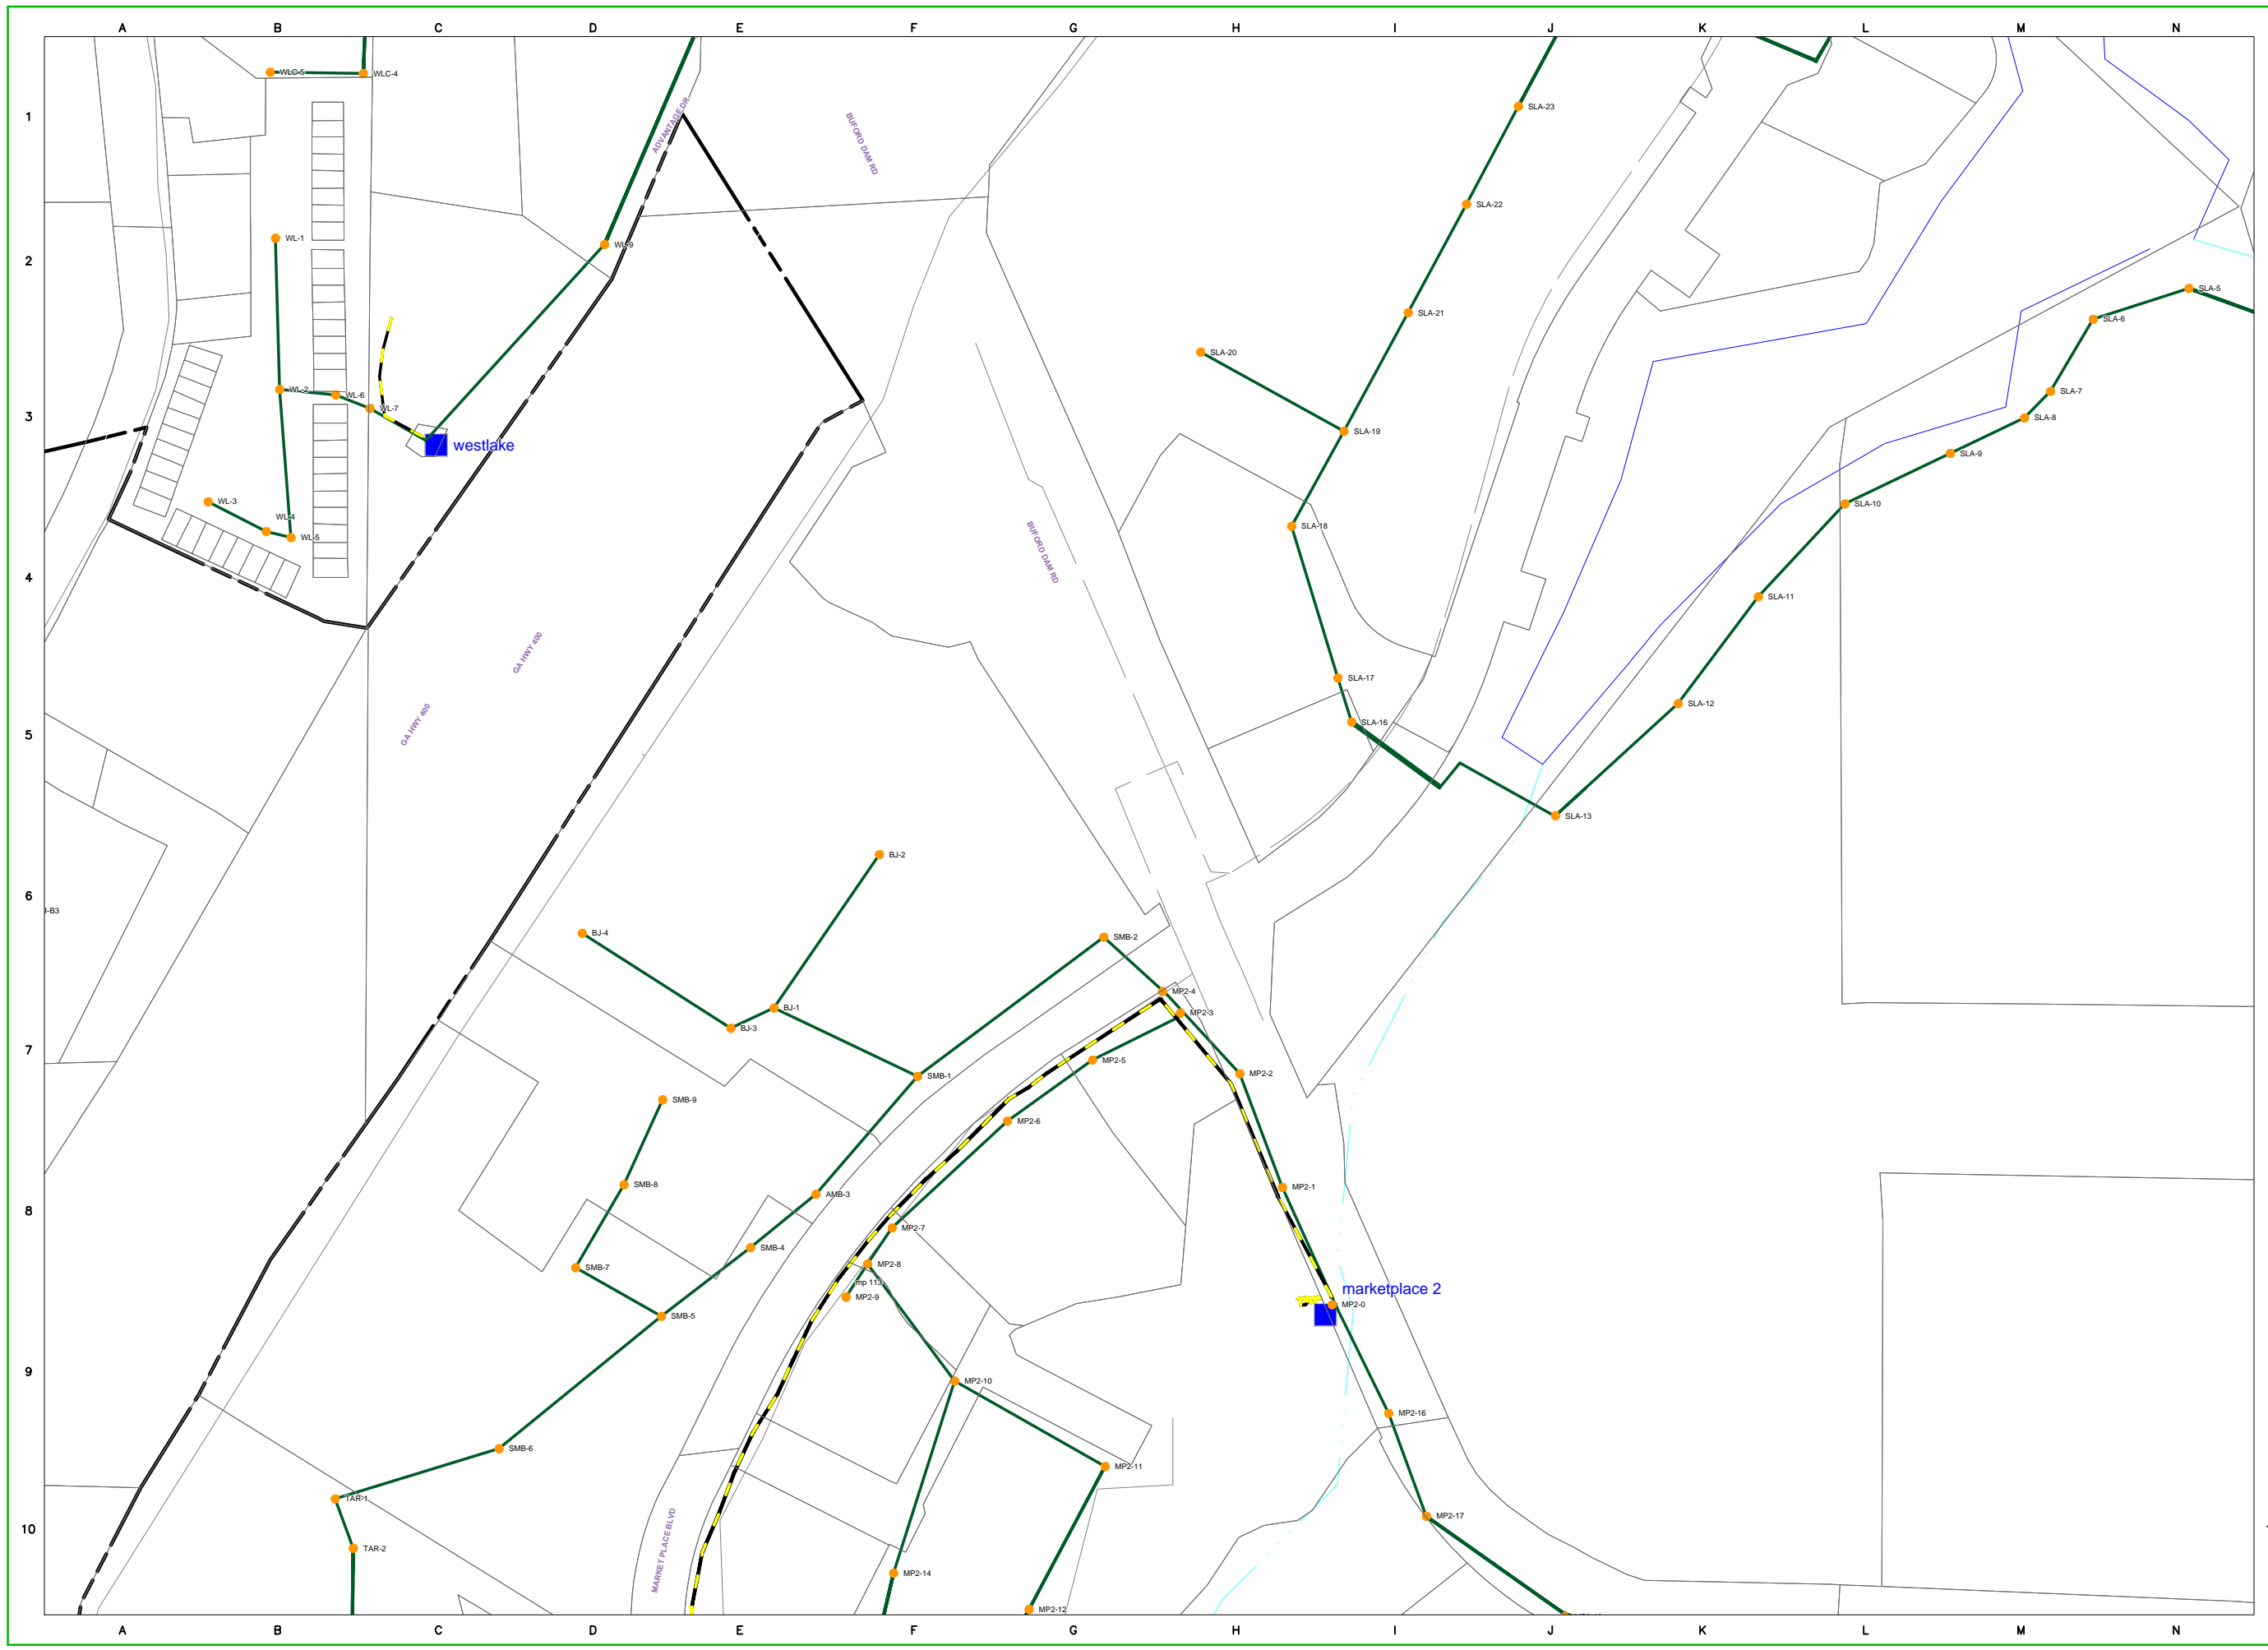 A B C D E F G H I J K L M N
WLC-5
WLC-4
1
ADVANTAGE DR
BUFORD DAM RD
SLA-23
SLA-22
WL-1
WL-9
2
SLA-5
SLA-21
SLA-6
SLA-20
WL-2
WL-6
SLA-7
WL-7
3
SLA-8
SLA-19
westlake
SLA-9
WL-3
SLA-10
WL-4
SLA-18
WL-5
BUFORD DAM RD
4
SLA-11
GA HWY 400
SLA-17
SLA-12
GA HWY 400
SLA-16
5
SLA-13
BJ-2
6
I-B3
BJ-4
SMB-2
MP2-4
BJ-1
MP2-3
BJ-3
7
MP2-5
SMB-1
MP2-2
SMB-9
MP2-6
SMB-8
MP2-1
AMB-3
8
MP2-7
SMB-4
MP2-8
SMB-7
mp 113
marketplace 2
MP2-9
MP2-0
SMB-5
9
MP2-10
MP2-16
SMB-6
MP2-11
TAR-1
MP2-17
10
TAR-2
MARKET PLACE BLVD
MP2-14
MP2-12
A B C D E F G H I J K L M N